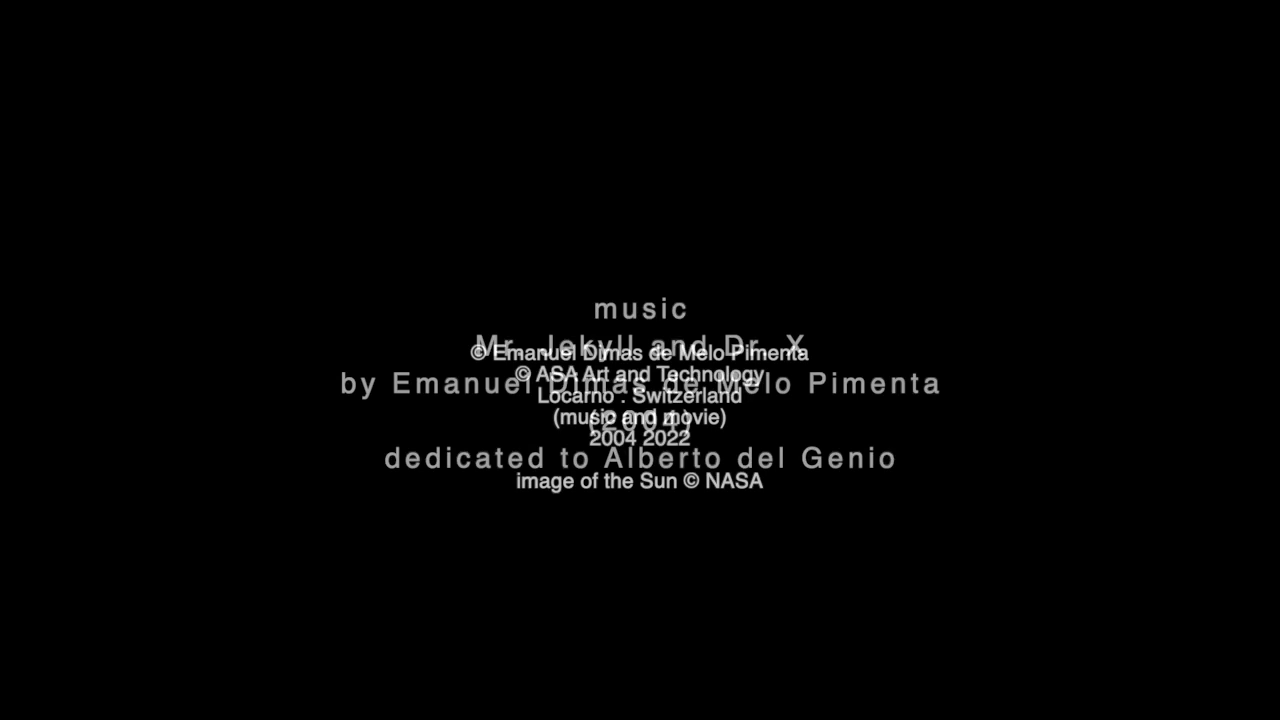 music
Mr. Jekyll and Dr. X
by Emanuel Dimas de Melo Pimenta
(2004)
dedicated to Alberto del Genio
© Emanuel Dimas de Melo Pimenta
© ASA Art and Technology
Locarno . Switzerland
(music and movie)
2004 2022
image of the Sun © NASA